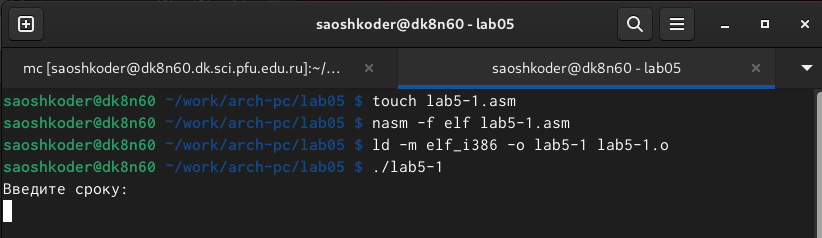 saoshkoder@dk8n60 - lab05
mc [saoshkoder@dk8n60.dk.sci.pfu.edu.ru]:~/...
saoshkoder@dk8n60 - lab05
saoshkoder@dk8n60 ~/work/arch-pc/lab05 $ touch lab5-1.asm
saoshkoder@dk8n60 ~/work/arch-pc/lab05 $ nasm -f elf lab5-1.asm
saoshkoder@dk8n60 ~/work/arch-pc/lab05 $ ld -m elf_i386 -o lab5-1 lab5-1.o
saoshkoder@dk8n60 ~/work/arch-pc/lab05 $ ./lab5-1
Введите сроку: